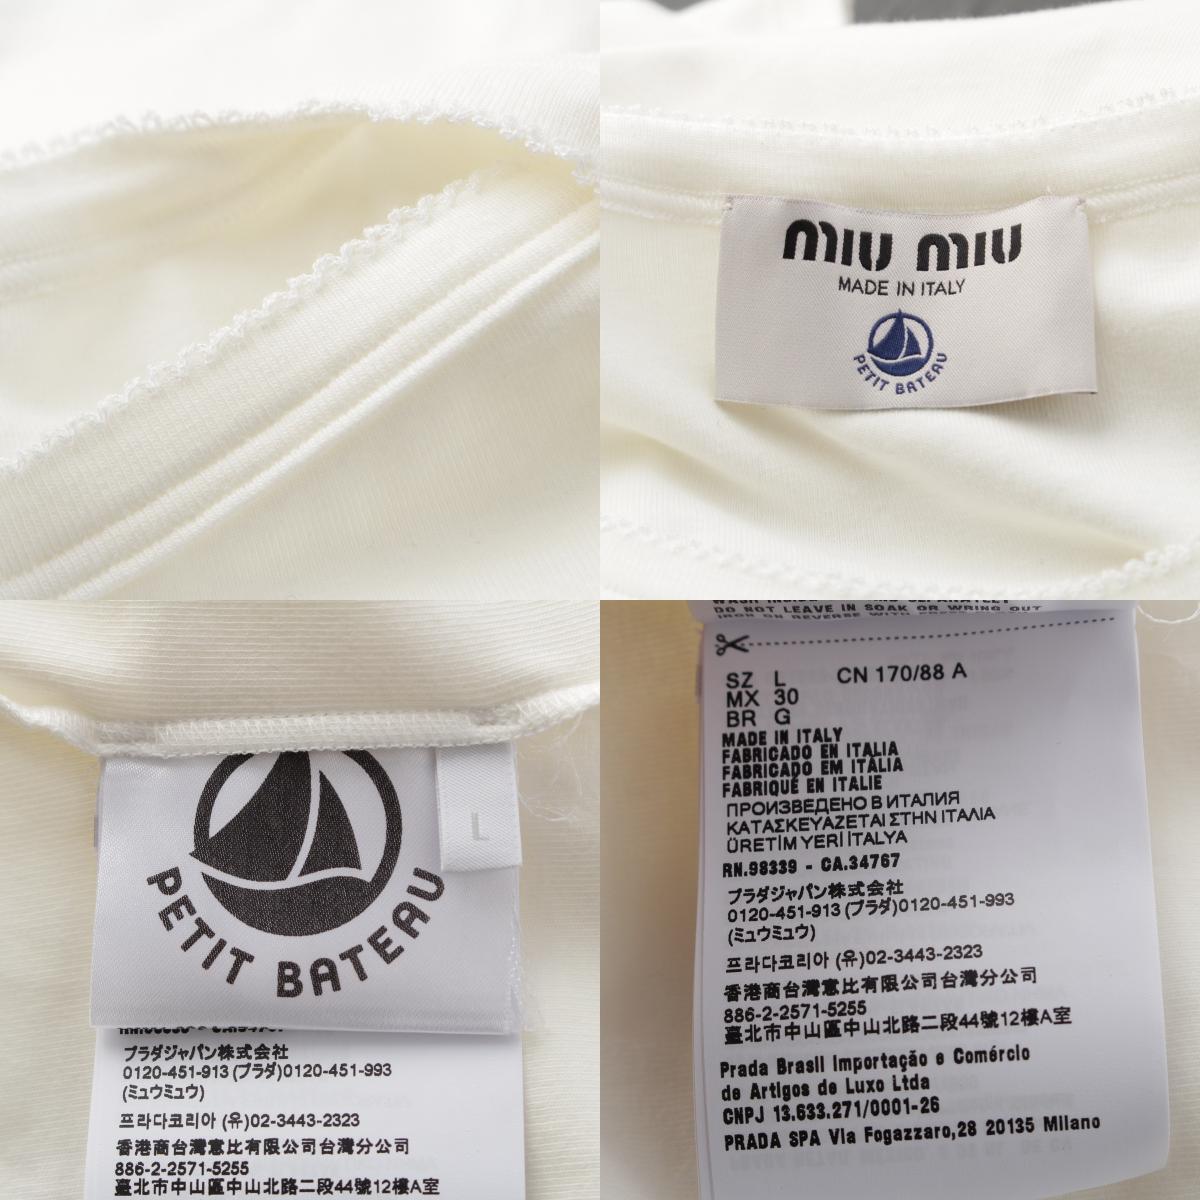 miu miu
MADE IN ITALY
PETIT BATEAU
PETIT BATEAU
L
プラダジャパン株式会社
0120-451-913 (プラダ)0120-451-993
(ミュウミュウ)
프라다코리아 (유)02-3443-2323
香港商台灣意比有限公司台灣分公司
886-2-2571-5255
臺北市中山區中山北路二段44號12樓A室
DO NOT LEAVE IN SOAK OR WRING OUT
SZ L CN 170/88 A
MX 30
BR G
MADE IN ITALY
FABRICADO EN ITALIA
FABRICADO EM ITALIA
FABRIQUÉ EN ITALIE
ПРОИЗВЕДЕНО В ИТАЛИЯ
ΚΑΤΑΣΚΕΥΑΖΕΤΑΙ ΣΤΗΝ ΙΤΑΛΙΑ
ÜRETİM YERİ İTALYA
RN.98339 - CA.34767
プラダジャパン株式会社
0120-451-913 (プラダ)0120-451-993
(ミュウミュウ)
프라다코리아 (유)02-3443-2323
香港商台灣意比有限公司台灣分公司
886-2-2571-5255
臺北市中山區中山北路二段44號12樓A室
Prada Brasil Importação e Comércio
de Artigos de Luxo Ltda
CNPJ 13.633.271/0001-26
PRADA SPA Via Fogazzaro,28 20135 Milano